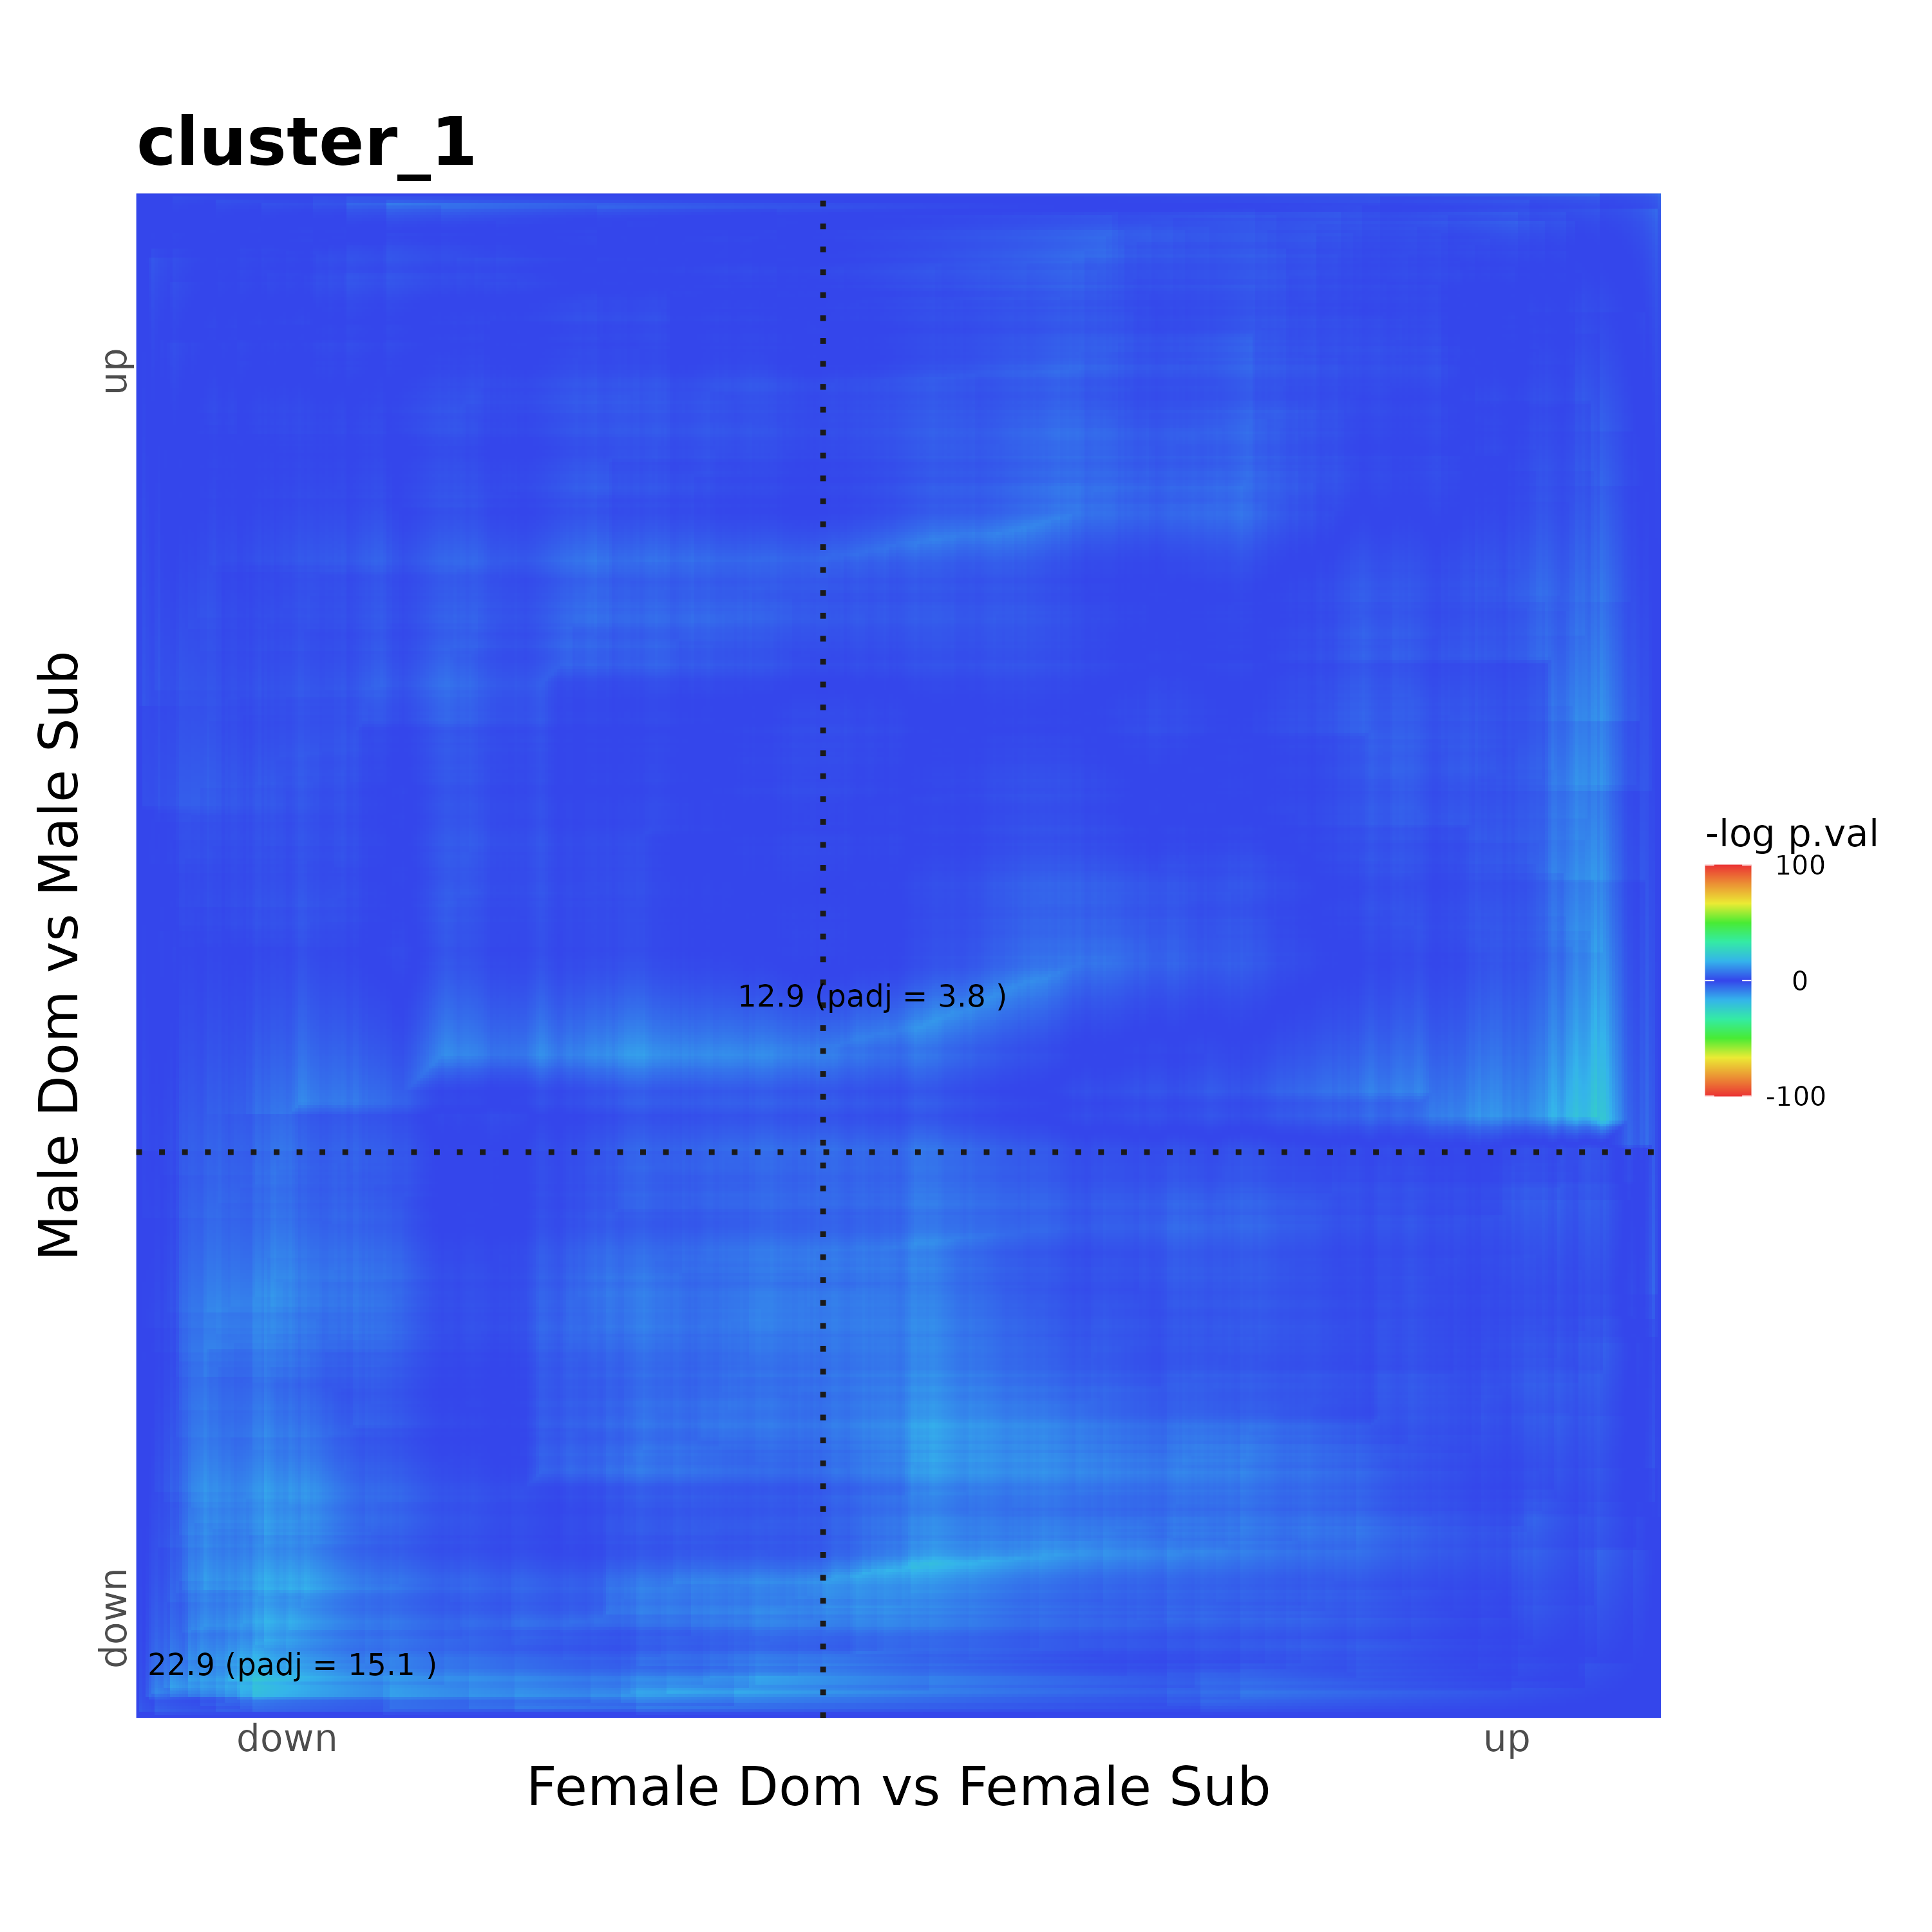 cluster_1
up
Male Dom vs Male Sub
down
12.9 (padj = 3.8 )
22.9 (padj = 15.1 )
down
up
Female Dom vs Female Sub
-log p.val
100
0
-100